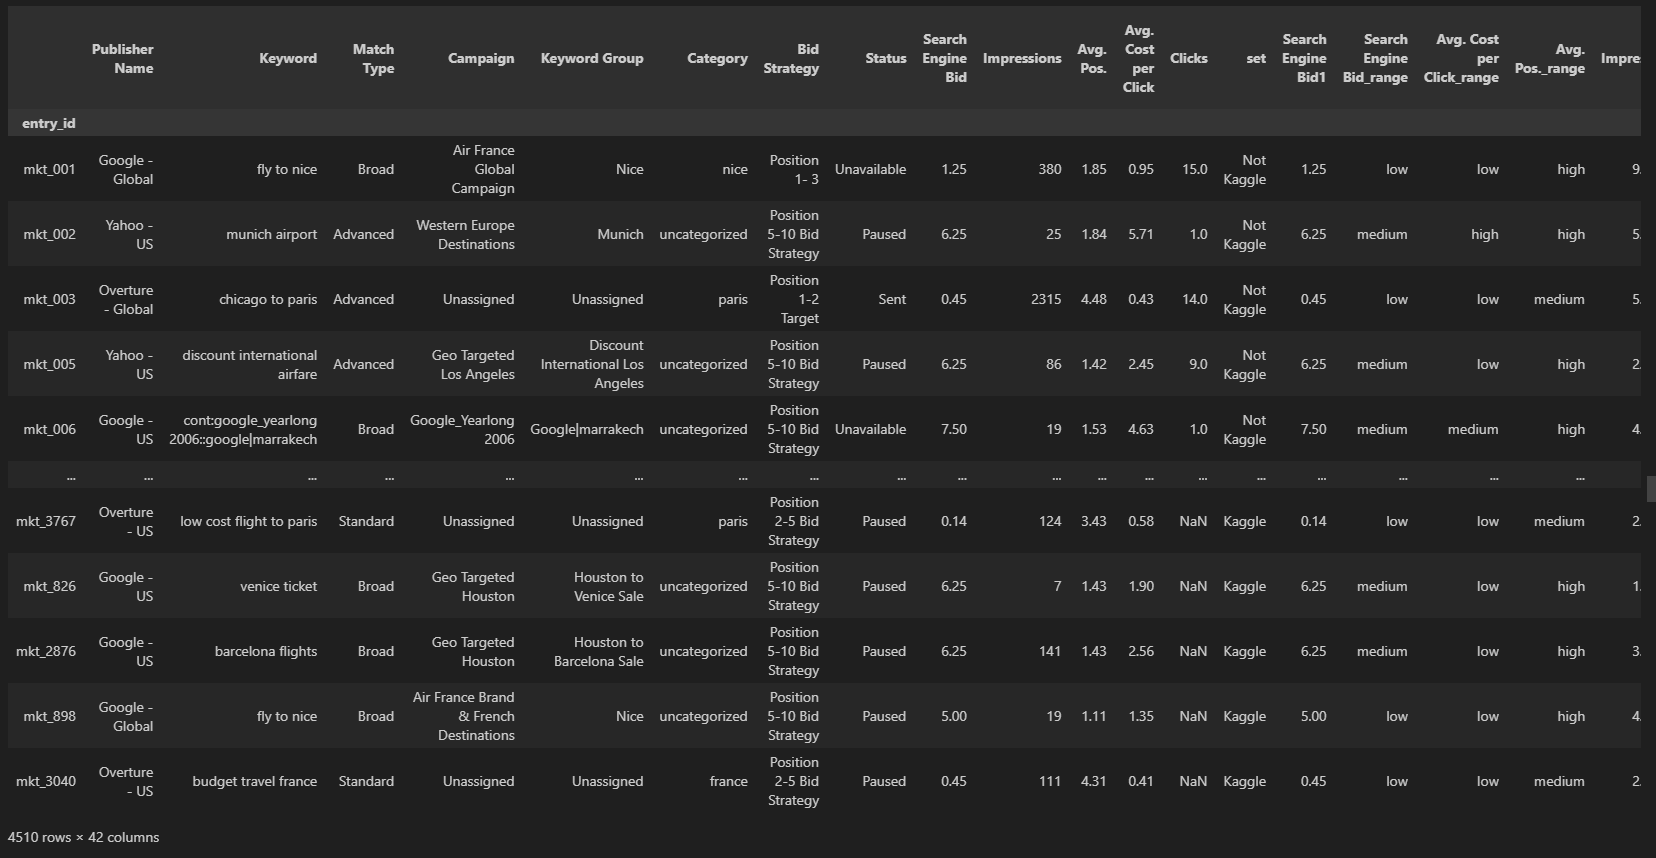 Publisher Name Keyword Match Type Campaign Keyword Group Category Bid Strategy Status Search Engine Bid Impressions Avg. Pos. Avg. Cost per Click Clicks set Search Engine Bid1 Search Engine Bid_range Avg. Cost per Click_range Avg. Pos._range
entry_id
mkt_001 Google - Global fly to nice Broad Air France Global Campaign Nice nice Position 1- 3 Unavailable 1.25 380 1.85 0.95 15.0 Not Kaggle 1.25 low low high 9.
mkt_002 Yahoo - US munich airport Advanced Western Europe Destinations Munich uncategorized Position 5-10 Bid Strategy Paused 6.25 25 1.84 5.71 1.0 Not Kaggle 6.25 medium high high 5.
mkt_003 Overture - Global chicago to paris Advanced Unassigned Unassigned paris Position 1-2 Target Sent 0.45 2315 4.48 0.43 14.0 Not Kaggle 0.45 low low medium 5.
mkt_005 Yahoo - US discount international airfare Advanced Geo Targeted Los Angeles Discount International Los Angeles uncategorized Position 5-10 Bid Strategy Paused 6.25 86 1.42 2.45 9.0 Not Kaggle 6.25 medium low high 2.
mkt_006 Google - US cont:google_yearlong 2006::google|marrakech Broad Google_Yearlong 2006 Google|marrakech uncategorized Position 5-10 Bid Strategy Unavailable 7.50 19 1.53 4.63 1.0 Not Kaggle 7.50 medium medium high 4.
... ... ... ... ... ... ... ... ... ... ... ... ... ... ... ... ... ... ...
mkt_3767 Overture - US low cost flight to paris Standard Unassigned Unassigned paris Position 2-5 Bid Strategy Paused 0.14 124 3.43 0.58 NaN Kaggle 0.14 low low medium 2.
mkt_826 Google - US venice ticket Broad Geo Targeted Houston Houston to Venice Sale uncategorized Position 5-10 Bid Strategy Paused 6.25 7 1.43 1.90 NaN Kaggle 6.25 medium low high 1.
mkt_2876 Google - US barcelona flights Broad Geo Targeted Houston Houston to Barcelona Sale uncategorized Position 5-10 Bid Strategy Paused 6.25 141 1.43 2.56 NaN Kaggle 6.25 medium low high 3.
mkt_898 Google - Global fly to nice Broad Air France Brand & French Destinations Nice uncategorized Position 5-10 Bid Strategy Paused 5.00 19 1.11 1.35 NaN Kaggle 5.00 low low high 4.
mkt_3040 Overture - US budget travel france Standard Unassigned Unassigned france Position 2-5 Bid Strategy Paused 0.45 111 4.31 0.41 NaN Kaggle 0.45 low low medium 2.
4510 rows × 42 columns